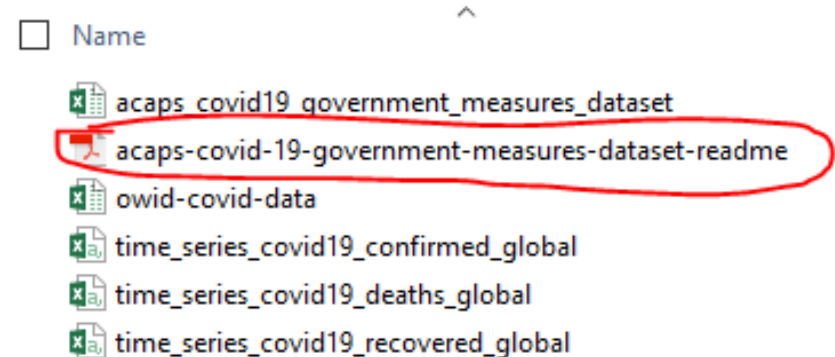 Name
acaps_covid19_government_measures_dataset
acaps-covid-19-government-measures-dataset-readme
owid-covid-data
time_series_covid19_confirmed_global
time_series_covid19_deaths_global
time_series_covid19_recovered_global